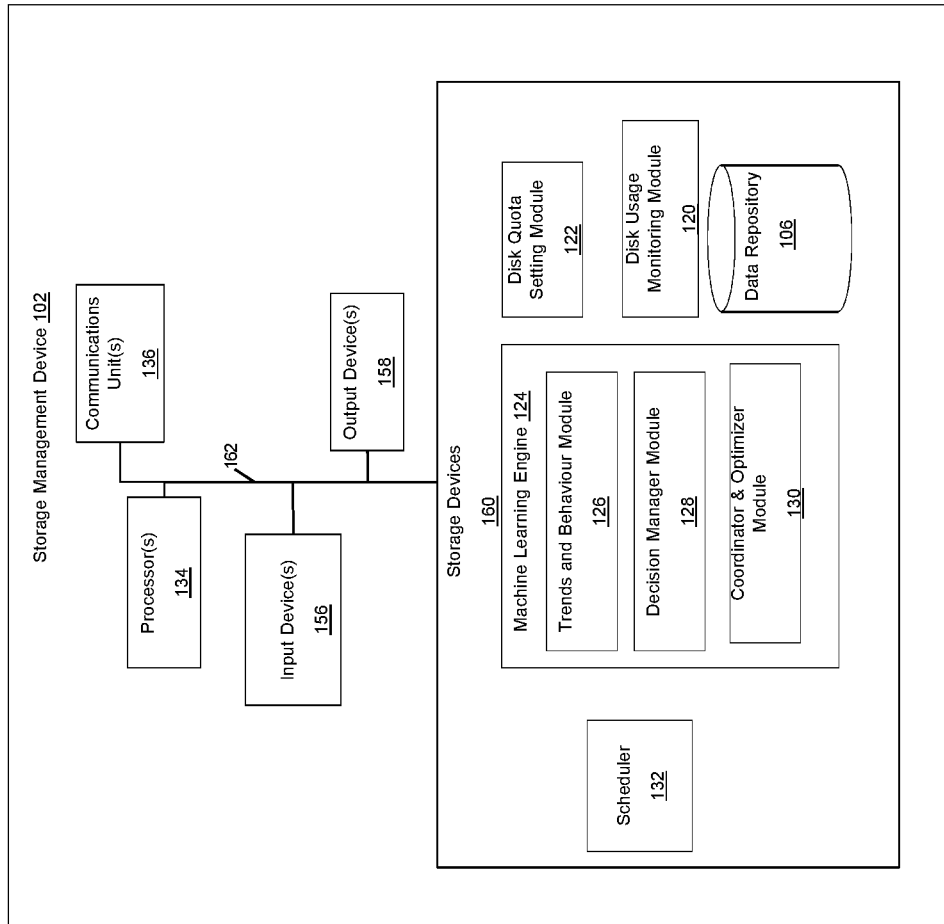 Storage Management Device 102
Communications
Unit(s)
136
Processor(s)
134
162
Output Device(s)
158
Input Device(s)
156
Storage Devices
160
Machine Learning Engine 124
Trends and Behaviour Module
126
Decision Manager Module
128
Coordinator & Optimizer
Module
130
Disk Quota
Setting Module
122
Disk Usage
Monitoring Module
120
Data Repository
106
Scheduler
132